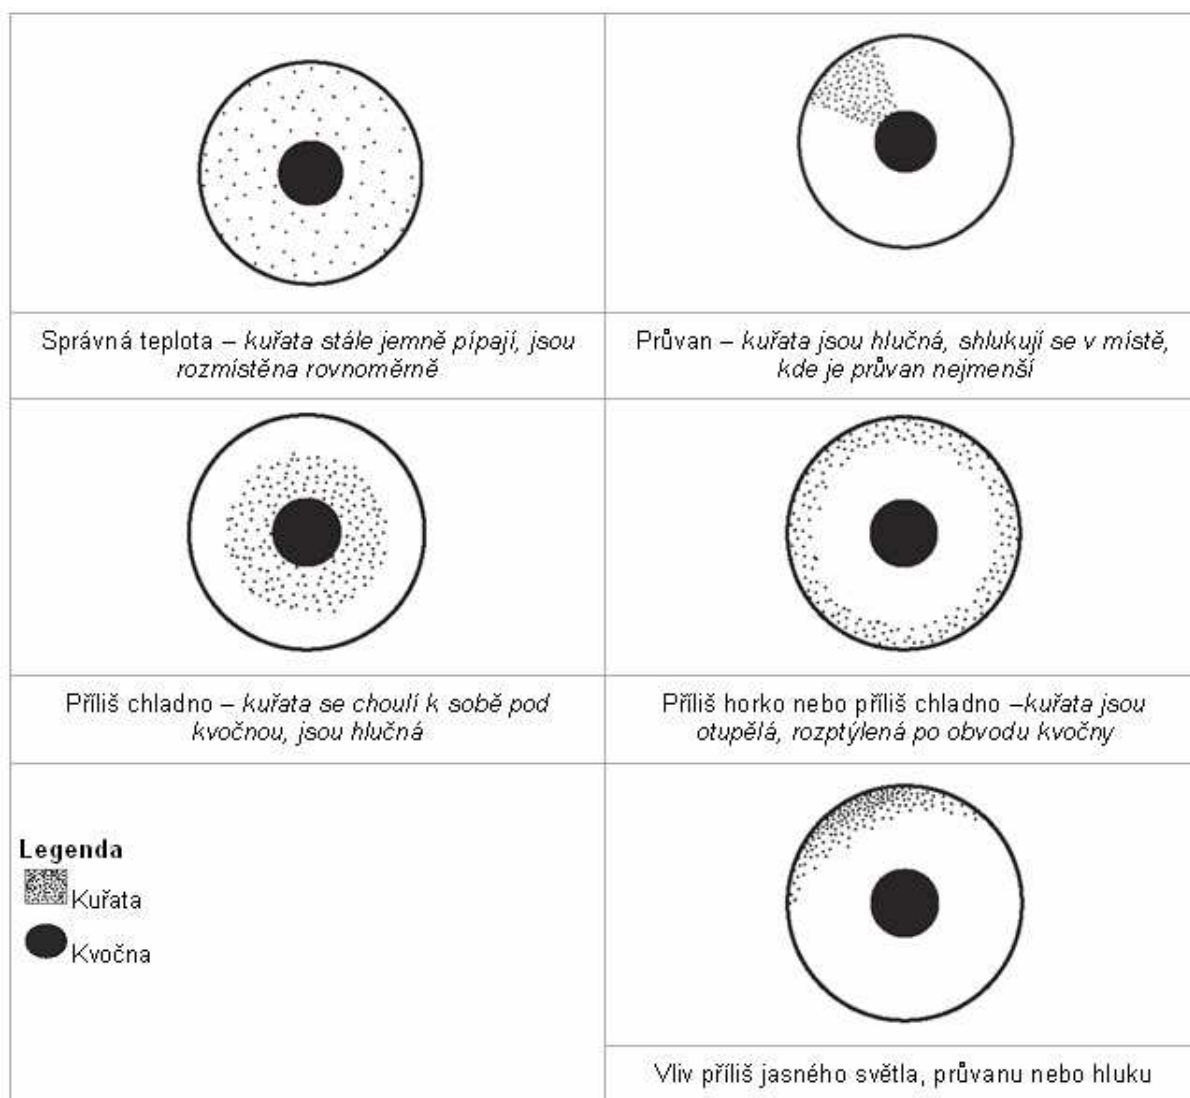 Správná teplota – kuřata stále jemně pípají, jsou
rozmístěna rovnoměrně
Průvan – kuřata jsou hlučná, shlukují se v místě,
kde je průvan nejmenší
Příliš chladno – kuřata se choulí k sobě pod
kvočnou, jsou hlučná
Příliš horko nebo příliš chladno –kuřata jsou
otupělá, rozptýlená po obvodu kvočny
Legenda
Kuřata
Kvočna
Vliv příliš jasného světla, průvanu nebo hluku